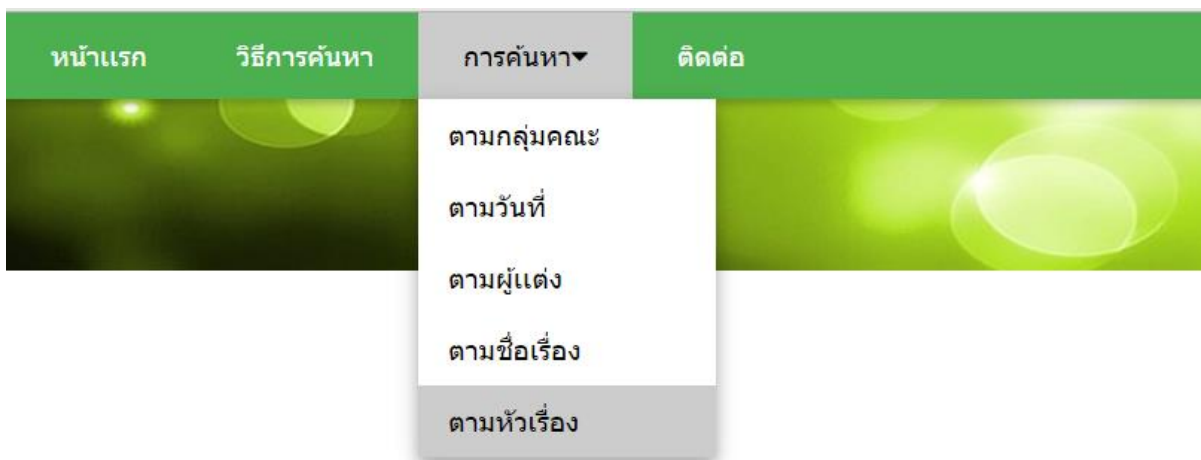 หน้าแรก วิธีการค้นหา การค้นหา ติดต่อ
ตามกลุ่มคณะ
ตามวันที่
ตามผู้แต่ง
ตามชื่อเรื่อง
ตามหัวเรื่อง